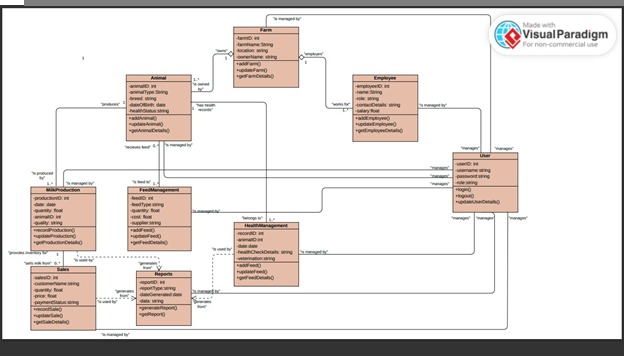 "is managed by"
Made with
VisualParadigm
For non-commercial use
Farm
-farmID: int
-farmName:String
-location: string
-ownerName: string
+addFarm()
+updateFarm()
+getFarmDetails()
"owns"
1
"employs"
1
1
1..*
"is owned
by"
Animal
-animalID: int
-animalType:String
-breed: string
-dateOfBirth: date
-healthStatus:string
+addAnimal()
+updateAnimal()
+getAnimalDetails()
"produces"
1
"has health
records"
Employee
-employeeID: int
-name:String
-role: string
-contactDetails: string
-salary:float
+addEmployee()
+updateEmployee()
+getEmployeeDetails()
"works for"
"is managed by"
"receives feed"
"is managed by"
"manages"
"manages"
User
-userID: int
-username:string
-password:string
-role:string
+login()
+logout()
+updateUserDetails()
"manages"
"manages"
"manages"
"manages"
"manages"
"manages"
"is produced
by"
1..*
"is managed by"
"is feed to"
MilkProduction
-productionID: int
-date: date
-quantity: float
-animalID: int
-quality: string
+recordProduction()
+updateProduction()
+getProductionDetails()
FeedManagement
-feedID: int
-feedType:string
-quantity: float
-cost: float
-supplier:string
+addFeed()
+updateFeed()
+getFeedDetails()
"is managed by"
"belongs to"
1..*
HealthManagement
-recordID: int
-animalID:int
-date:date
-healthCheckDetails: string
-veterinarian:string
+addFeed()
+updateFeed()
+getFeedDetails()
"is managed by"
"is used by"
"provides inventory for"
"sells milk from"
"is used by"
"generates
from"
Sales
-salesID: int
-customerName:string
-quantity: float
-price: float
-paymentStatus:string
+recordSale()
+updateSale()
+getSaleDetails()
"is used by"
"generates
from"
Reports
-reportID: int
-reportType:string
-dateGenerated:date
-data: string
+generateReport()
+getReport()
"is managed by"
"generates
from"
"is managed by"